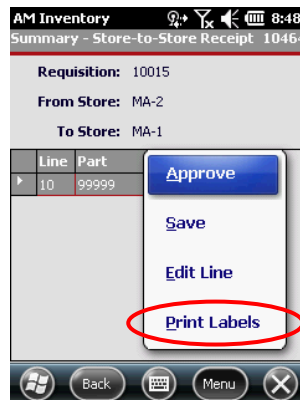 AM Inventory 8:48
Summary - Store-to-Store Receipt 10464
Requisition: 10015
From Store: MA-2
To Store: MA-1
Line Part
10 99999
Approve
Save
Edit Line
Print Labels
Back Menu